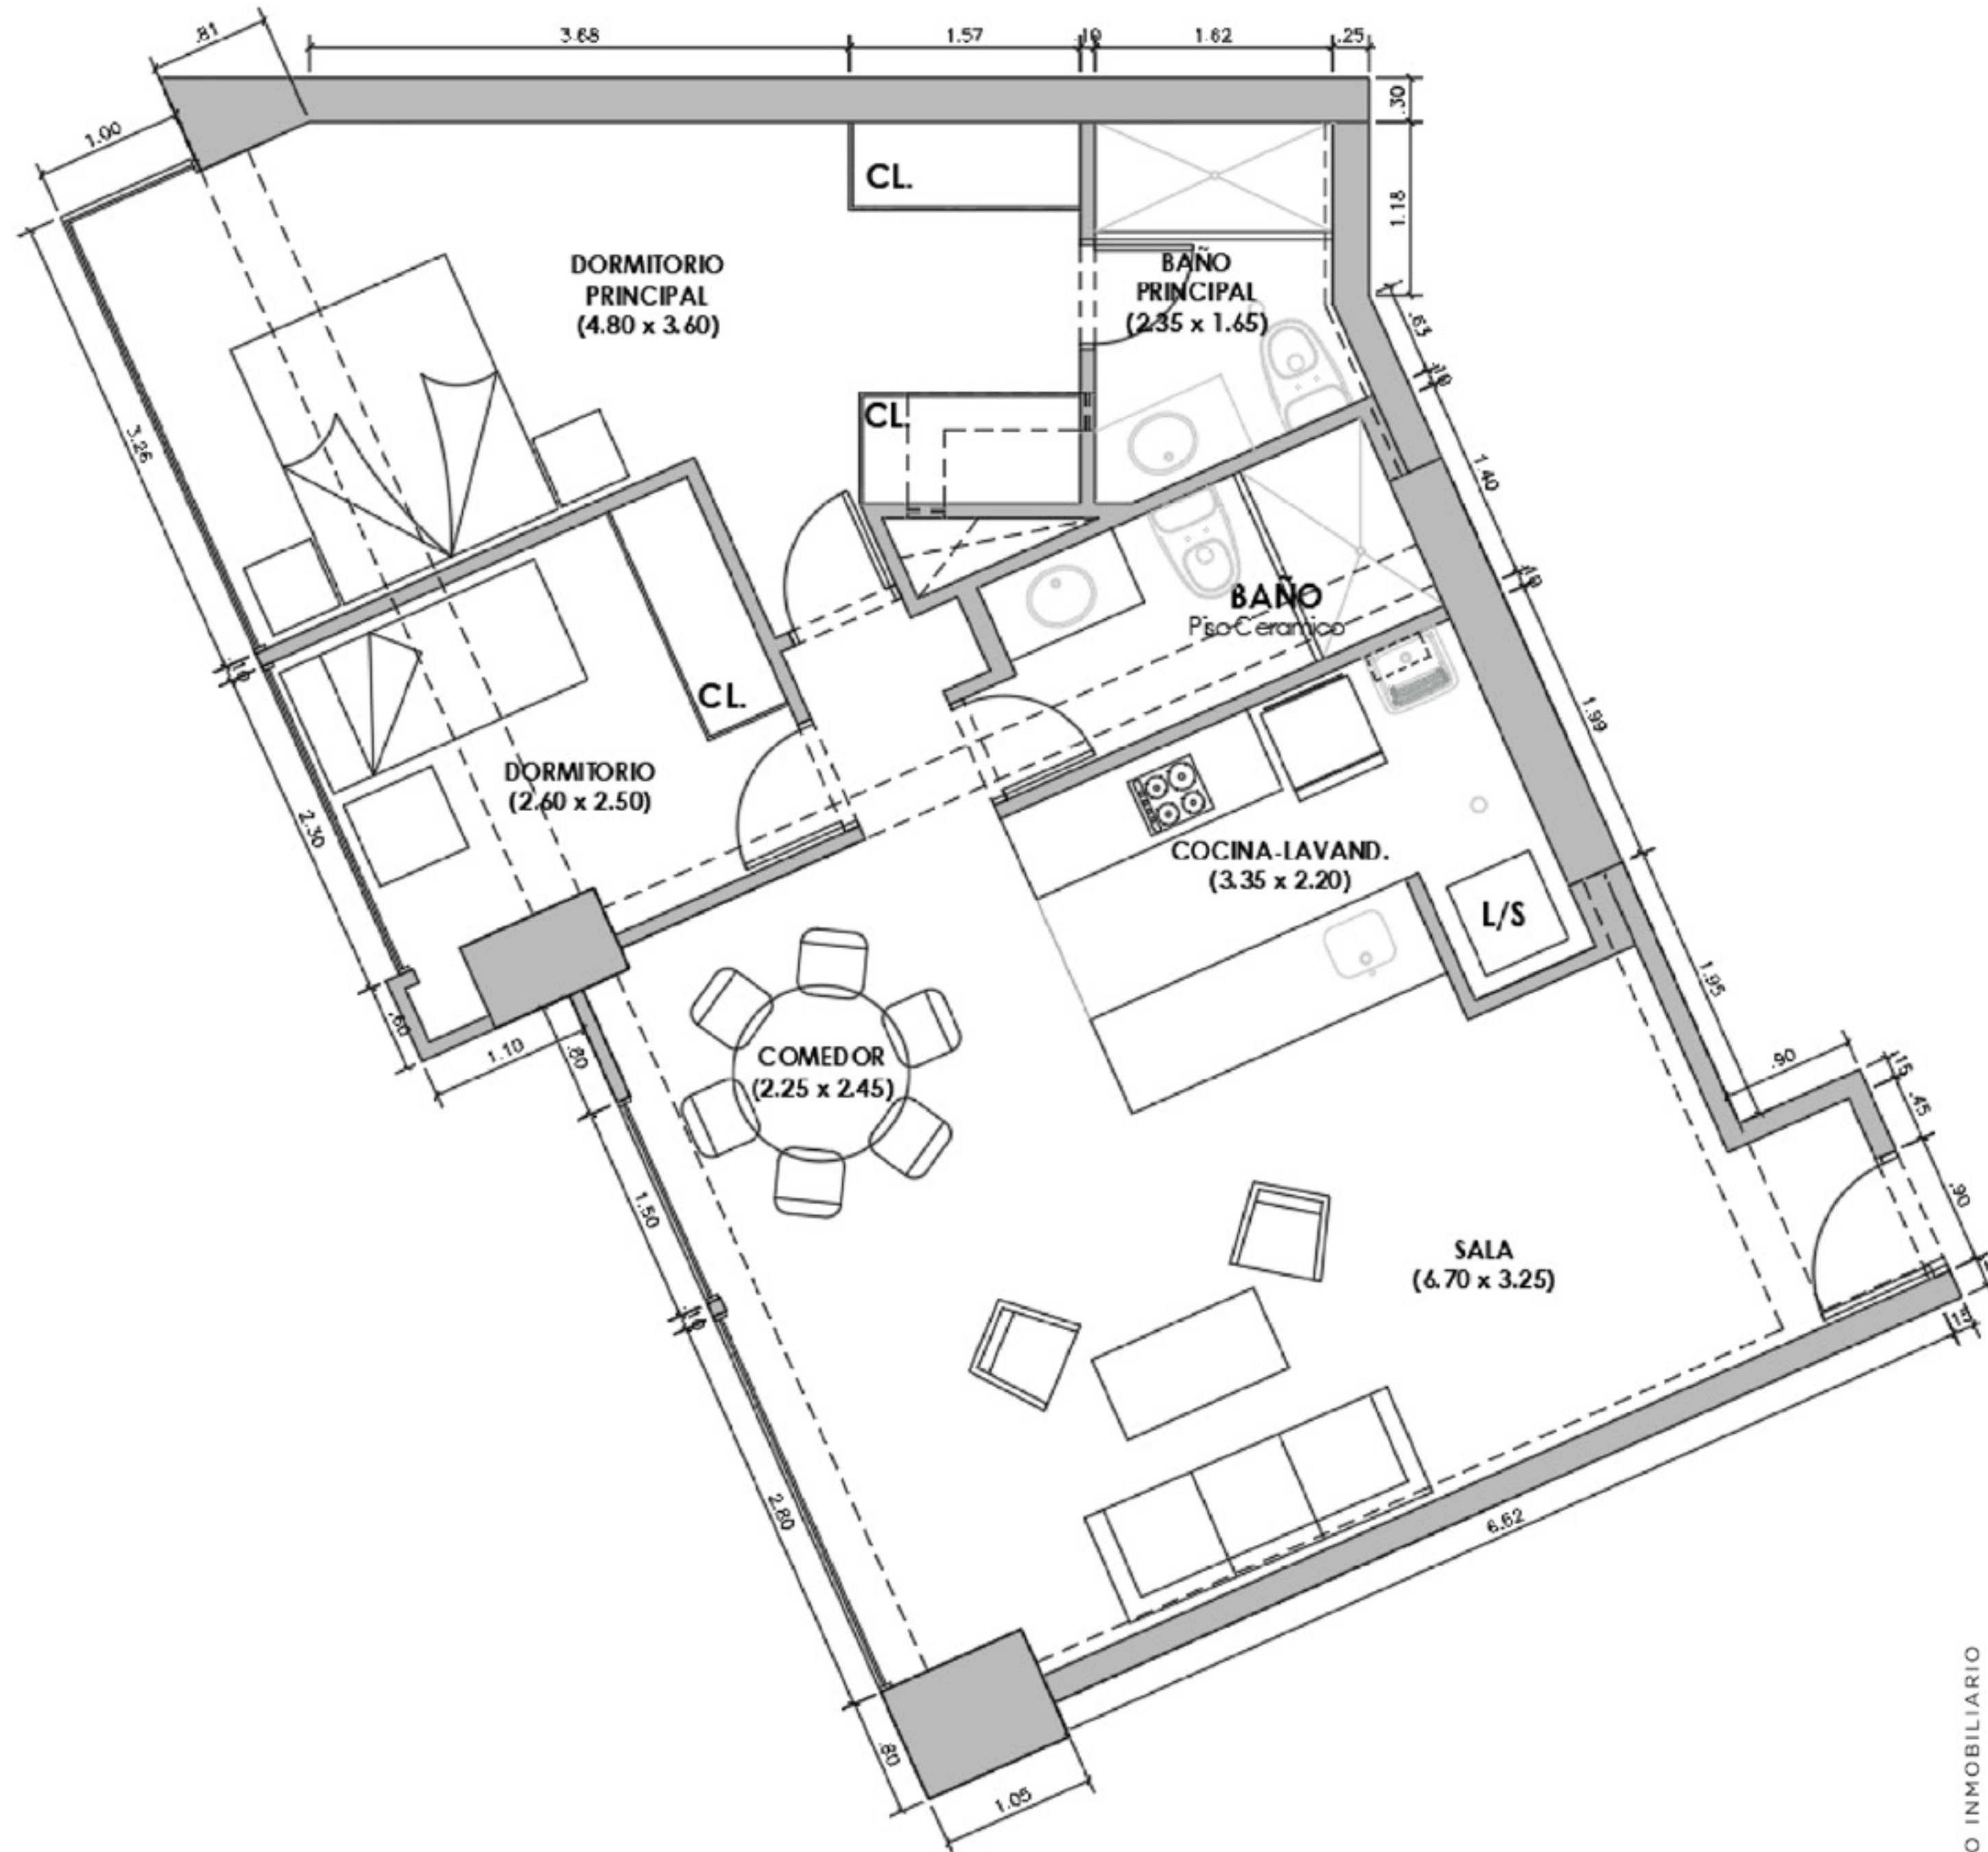 .81
3.68
1.57
.10
1.62
.25
.30
1.00
1.18
CL.
DORMITORIO
PRINCIPAL
(4.80 x 3.60)
BAÑO
PRINCIPAL
(2.35 x 1.65)
.63
.10
CL.
3.26
1.40
.10
BAÑO
Piso Ceramico
CL.
1.99
DORMITORIO
(2.60 x 2.50)
2.30
COCINA-LAVAND.
(3.35 x 2.20)
L/S
1.95
.60
1.10
.80
COMEDOR
(2.25 x 2.45)
.90
.15
.45
.90
1.50
SALA
(6.70 x 3.25)
.15
2.80
6.62
.80
1.05
O INMOBILIARIO